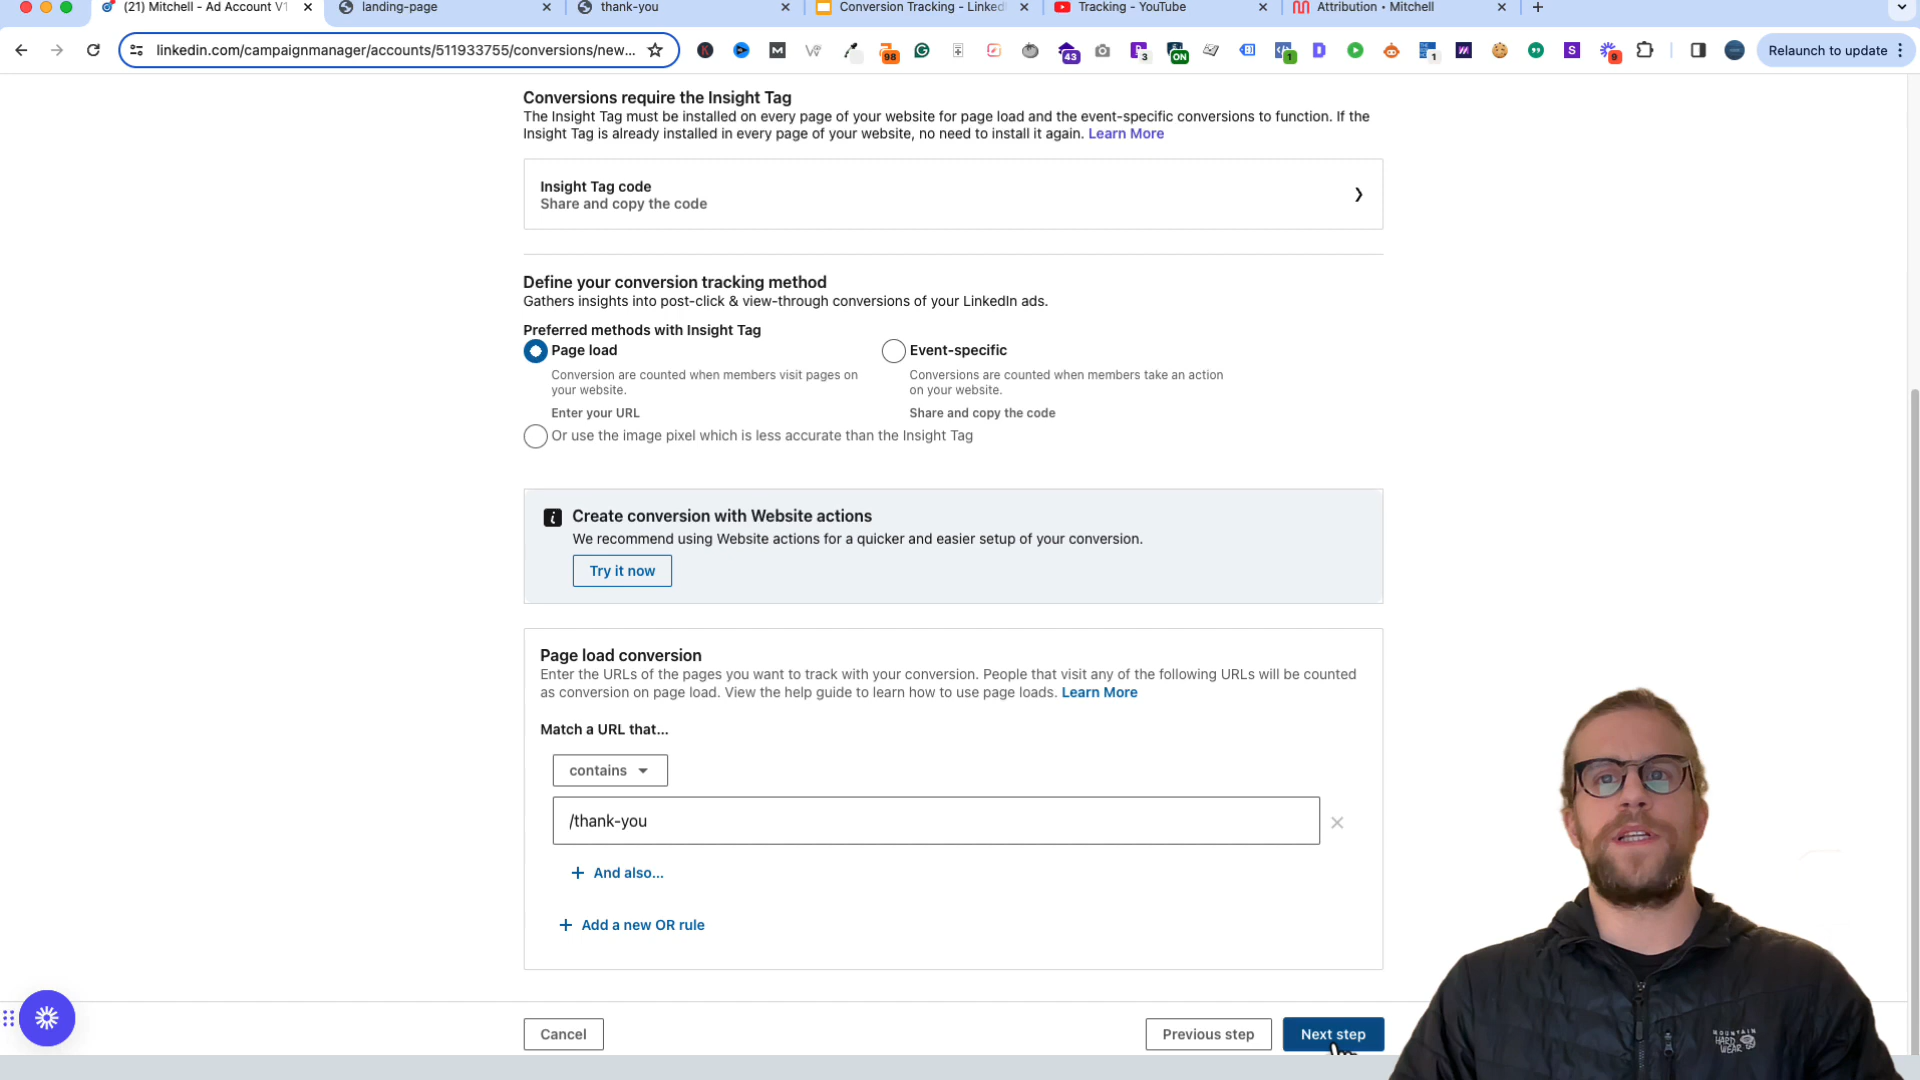 (21) Mitchell - Ad Account V1
landing-page
thank-you
Conversion Tracking - Linked
Tracking - YouTube
Attribution • Mitchell
linkedin.com/campaignmanager/accounts/511933755/conversions/new...
98
43
3
ON
1
1
9
Relaunch to update
Conversions require the Insight Tag
The Insight Tag must be installed on every page of your website for page load and the event-specific conversions to function. If the
Insight Tag is already installed in every page of your website, no need to install it again. Learn More
Insight Tag code
Share and copy the code
Define your conversion tracking method
Gathers insights into post-click & view-through conversions of your LinkedIn ads.
Preferred methods with Insight Tag
Page load
Event-specific
Conversion are counted when members visit pages on
your website.
Conversions are counted when members take an action
on your website.
Enter your URL
Share and copy the code
Or use the image pixel which is less accurate than the Insight Tag
Create conversion with Website actions
We recommend using Website actions for a quicker and easier setup of your conversion.
Try it now
Page load conversion
Enter the URLs of the pages you want to track with your conversion. People that visit any of the following URLs will be counted
as conversion on page load. View the help guide to learn how to use page loads. Learn More
Match a URL that...
contains
/thank-you
+ And also...
+ Add a new OR rule
Cancel
Previous step
Next step
MOUNTAIN
HARD
WEAR